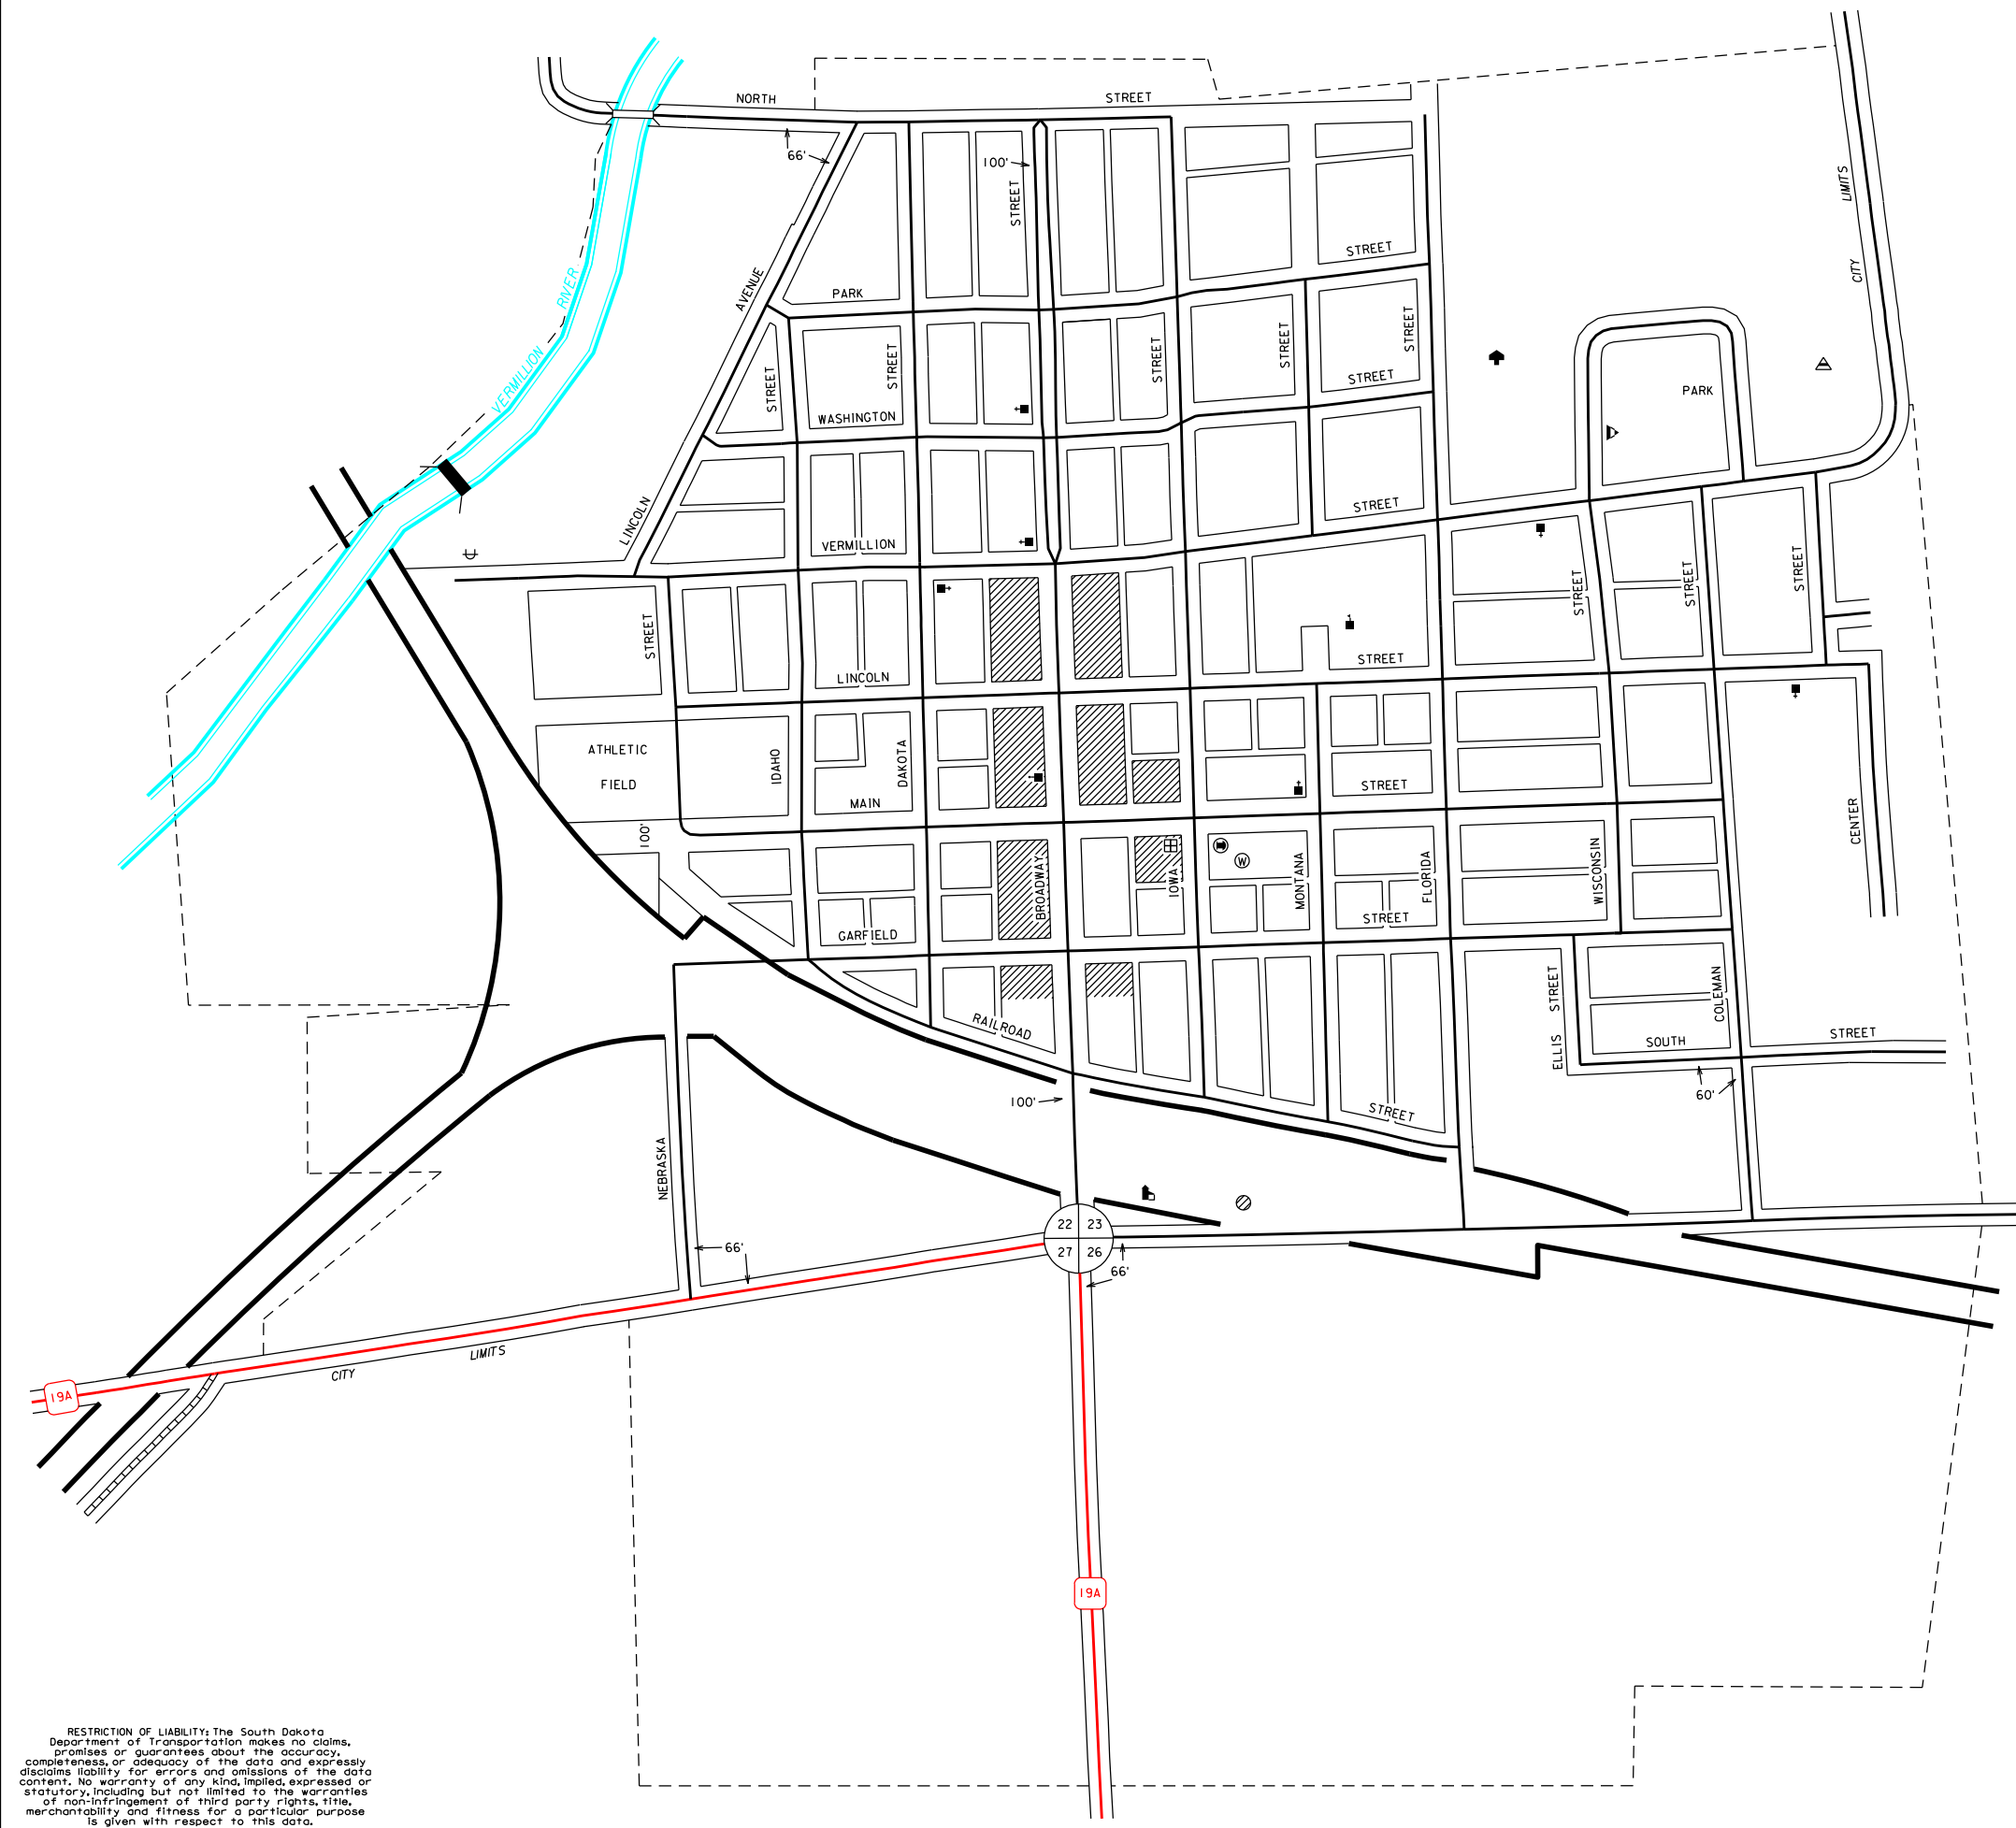 NORTH STREET
66'
100'
STREET
LIMITS
CITY
STREET
RIVER
VERMILLION
AVENUE
LINCOLN
PARK
STREET
STREET
STREET
STREET
STREET
STREET
WASHINGTON
STREET
PARK
VERMILLION
STREET
STREET
STREET
STREET
STREET
LINCOLN
STREET
ATHLETIC
FIELD
IDAHO
DAKOTA
MAIN
STREET
100'
CENTER
BROADWAY
IOWA
W
MONTANA
FLORIDA
WISCONSIN
GARFIELD
STREET
RAILROAD
STREET
ELLIS STREET
COLEMAN
SOUTH
STREET
100'
60'
NEBRASKA
66'
22 23
27 26
66'
CITY LIMITS
19A
19A
RESTRICTION OF LIABILITY: The South Dakota
Department of Transportation makes no claims,
promises or guarantees about the accuracy,
completeness, or adequacy of the data and expressly
disclaims liability for errors and omissions of the data
content. No warranty of any kind, implied, expressed or
statutory, including but not limited to the warranties
of non-infringement of third party rights, title,
merchantability and fitness for a particular purpose
is given with respect to this data.